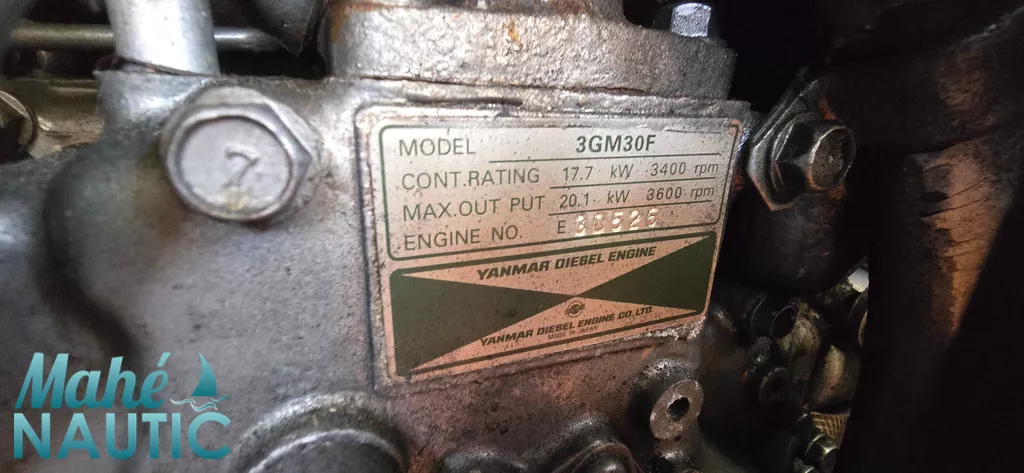 7
MODEL 3GM30F
CONT.RATING 17.7 kW 3400 rpm
MAX.OUT PUT 20.1 kW 3600 rpm
ENGINE NO. E 30525
YANMAR DIESEL ENGINE
YANMAR DIESEL ENGINE CO.,LTD.
MADE IN JAPAN
Mahé
NAUTIC